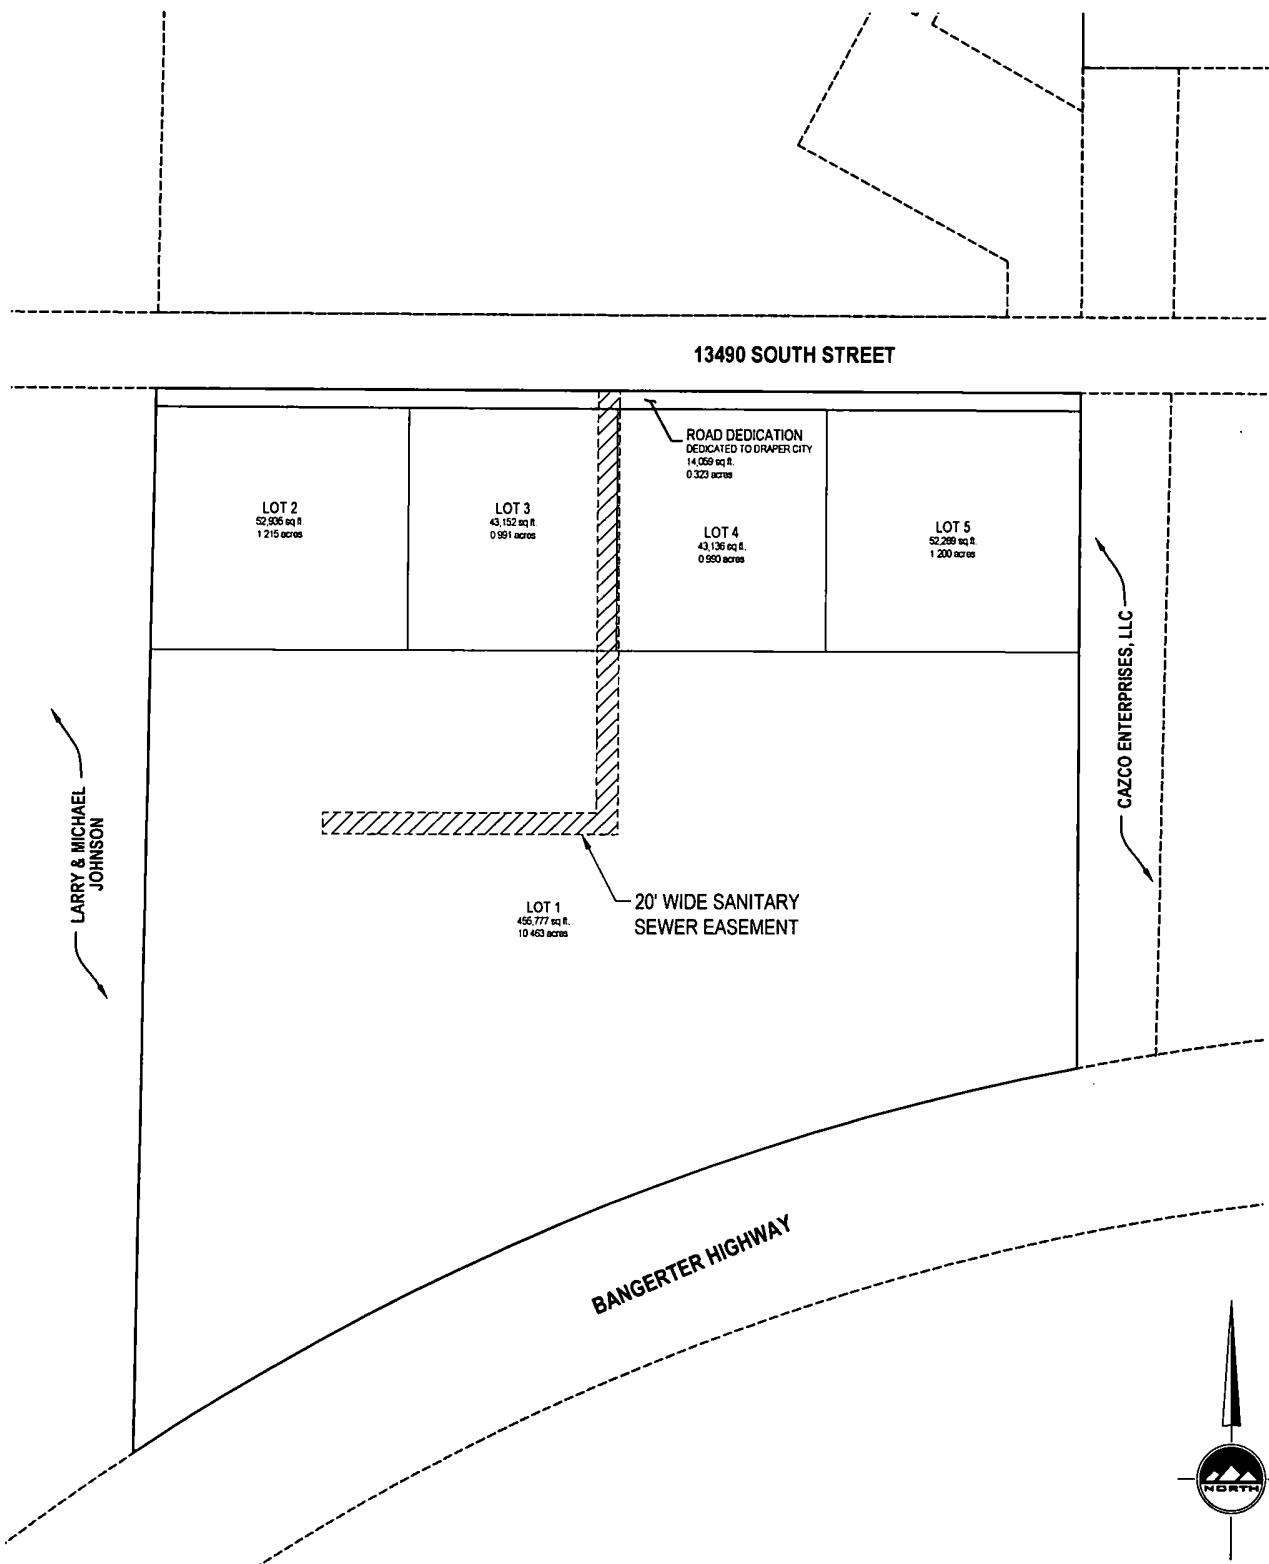 13490 SOUTH STREET
ROAD DEDICATION
DEDICATED TO DRAPER CITY
14,059 sq ft.
0.323 acres
LOT 2
52,936 sq ft.
1.215 acres
LOT 3
43,152 sq ft.
0.991 acres
LOT 4
43,136 sq ft.
0.990 acres
LOT 5
52,289 sq ft.
1.200 acres
LARRY & MICHAEL
JOHNSON
CAZCO ENTERPRISES, LLC
LOT 1
455,777 sq ft.
10.463 acres
20' WIDE SANITARY
SEWER EASEMENT
BANGERTER HIGHWAY
NORTH